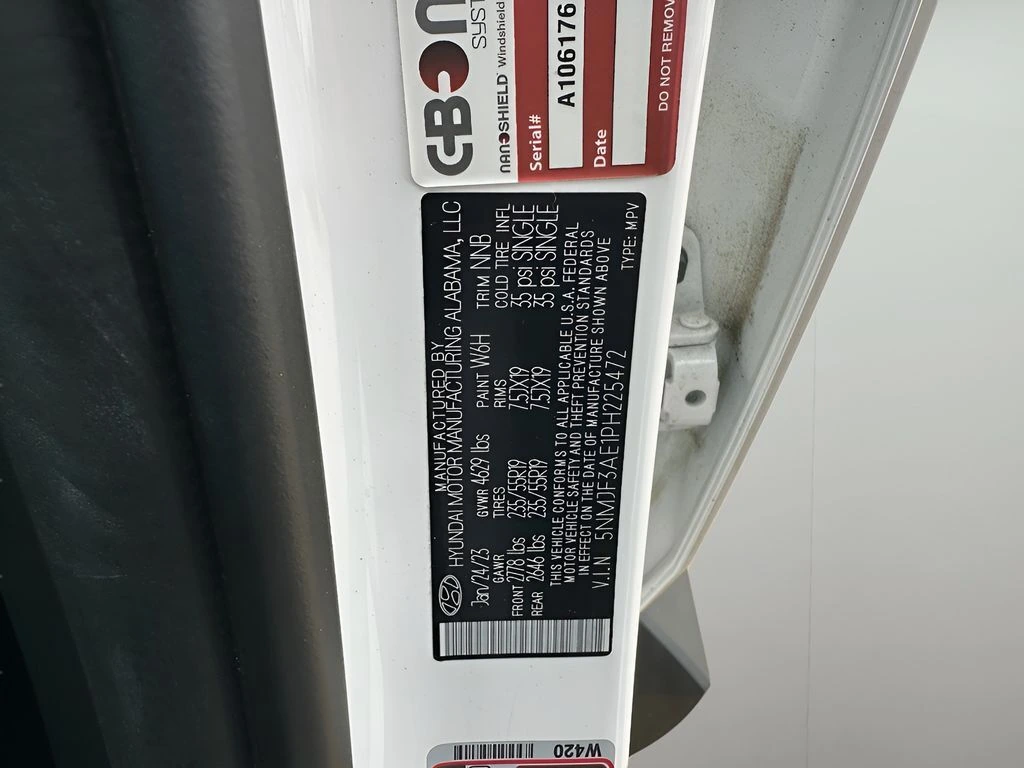 C-BON
SYST
nanoSHIELD Windshield
Serial#
A106176
Date
DO NOT REMOV
MANUFACTURED BY
HYUNDAI MOTOR MANUFACTURING ALABAMA, LLC
Jan/24/23 GVWR 4629 lbs PAINT W6H TRIM NNB
GAWR TIRES RIMS COLD TIRE INFL
FRONT 2778 lbs 235/55R19 7.5JX19 35 psi SINGLE
REAR 2646 lbs 235/55R19 7.5JX19 35 psi SINGLE
THIS VEHICLE CONFORMS TO ALL APPLICABLE U.S.A. FEDERAL
MOTOR VEHICLE SAFETY AND THEFT PREVENTION STANDARDS
IN EFFECT ON THE DATE OF MANUFACTURE SHOWN ABOVE
V.I.N 5NMJF3AE1PH225472 TYPE: MPV
W420